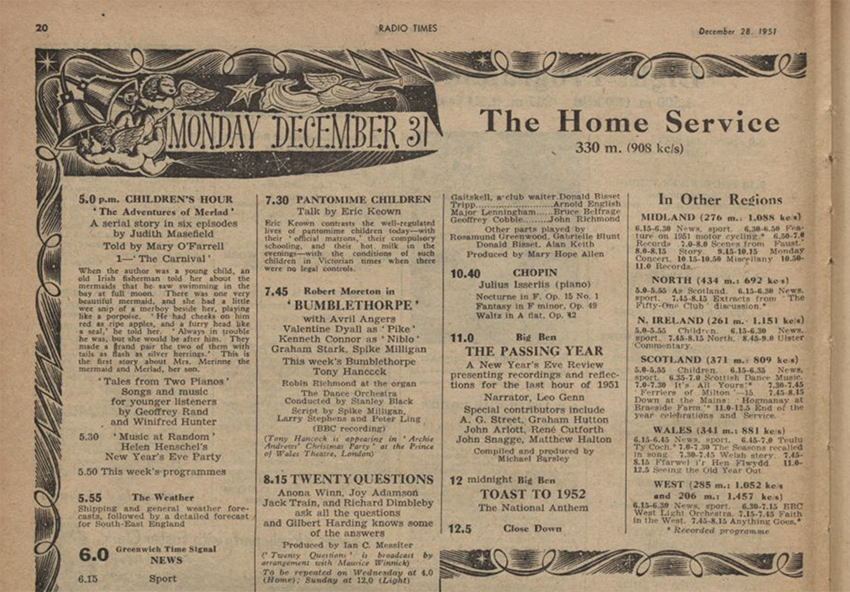 20
RADIO TIMES
December 28, 1951
MONDAY DECEMBER 31
The Home Service
330 m. (908 kc/s)
5.0 p.m. CHILDREN'S HOUR
'The Adventures of Merlad'
A serial story in six episodes
by Judith Masefield
Told by Mary O'Farrell
1—'The Carnival'
When the author was a young child, an
old Irish fisherman told her about the
mermaids that he saw swimming in the
bay at full moon. There was one very
beautiful mermaid, and she had a little
wee snip of a merboy beside her, playing
like a porpoise. 'He had cheeks on him
red as ripe apples, and a furry head like
a seal,' he told her. 'Always in trouble
he was, but she would be after him. They
made a grand pair the two of them with
tails as flash as silver herrings.' This is
the first story about Mrs. Merinne the
mermaid and Merlad, her son.
'Tales from Two Pianos'
Songs and music
for younger listeners
by Geoffrey Rand
and Winifred Hunter
5.30 'Music at Random'
Helen Henschel's
New Year's Eve Party
5.50 This week's programmes
5.55 The Weather
Shipping and general weather fore-
casts, followed by a detailed forecast
for South-East England
6.0 Greenwich Time Signal
NEWS
6.15 Sport
7.30 PANTOMIME CHILDREN
Talk by Eric Keown
Eric Keown contrasts the well-regulated
lives of pantomime children today—with
their 'official matrons,' their compulsory
schooling, and their hot milk in the
evenings—with the conditions of such
children in Victorian times when there
were no legal controls.
7.45 Robert Moreton in
'BUMBLETHORPE'
with Avril Angers
Valentine Dyall as 'Pike'
Kenneth Connor as 'Niblo'
Graham Stark, Spike Milligan
This week's Bumblethorpe
Tony Hancock
Robin Richmond at the organ
The Dance Orchestra
Conducted by Stanley Black
Script by Spike Milligan,
Larry Stephens and Peter Ling
(BBC recording)
(Tony Hancock is appearing in 'Archie
Andrews' Christmas Party' at the Prince
of Wales Theatre, London)
8.15 TWENTY QUESTIONS
Anona Winn, Joy Adamson
Jack Train, and Richard Dimbleby
ask all the questions
and Gilbert Harding knows some
of the answers
Produced by Ian C. Messiter
('Twenty Questions' is broadcast by
arrangement with Maurice Winnick)
To be repeated on Wednesday at 4.0
(Home); Sunday at 12.0 (Light)
Gaitskell, a club waiter.Donald Bisset
Tripp......................Arnold English
Major Lenningham......Bruce Belfrage
Geoffrey Cobble.........John Richmond
Other parts played by
Rosamund Greenwood, Gabrielle Blunt
Donald Bisset, Alan Keith
Produced by Mary Hope Allen
10.40 CHOPIN
Julius Isserlis (piano)
Nocturne in F, Op. 15 No. 1
Fantasy in F minor, Op. 49
Waltz in A flat, Op. 42
11.0 Big Ben
THE PASSING YEAR
A New Year's Eve Review
presenting recordings and reflec-
tions for the last hour of 1951
Narrator, Leo Genn
Special contributors include
A. G. Street, Graham Hutton
John Arlott, René Cutforth
John Snagge, Matthew Halton
Compiled and produced by
Michael Barsley
12 midnight Big Ben
TOAST TO 1952
The National Anthem
12.5 Close Down
In Other Regions
MIDLAND (276 m.: 1,088 kc/s)
6.15-6.30 News, sport. 6.30-6.50 Fea-
ture on 1951 motor cycling.* 6.50-7.0
Records. 7.0-8.0 Scenes from 'Faust.'
8.0-8.15 Story. 9.15-10.15 Monday
Concert. 10.15-10.50 Miscellany. 10.50-
11.0 Records.
NORTH (434 m.: 692 kc/s)
5.0-5.55 As Scotland. 6.15-6.30 News,
sport. 7.45-8.15 Extracts from 'The
Fifty-One Club' discussion.*
N. IRELAND (261 m.: 1,151 kc/s)
5.0-5.55 Children. 6.15-6.30 News,
sport. 7.45-8.15 North. 8.45-9.0 Ulster
Commentary.
SCOTLAND (371 m.: 809 kc/s)
5.0-5.55 Children. 6.15-6.35 News,
sport. 6.35-7.0 Scottish Dance Music.
7.0-7.30 'It's All Yours'* 7.30-7.45
Ferriers of Milton—15. 7.45-8.15
Down at the Mains: 'Hogmanay at
Braeside Farm.'* 11.0-12.5 End of the
year celebrations and Service.
WALES (341 m.: 881 kc/s)
6.15-6.45 News, sport. 6.45-7.0 Teulu
Ty Coch.* 7.0-7.30 The Seasons recalled
in song. 7.30-7.45 Welsh story. 7.45-
8.15 Ffarwel i'r Hen Flwydd. 11.0-
12.5 Seeing the Old Year Out.
WEST (285 m.: 1,052 kc/s
and 206 m.: 1,457 kc/s)
6.15-6.30 News, sport. 6.30-7.15 BBC
West Light Orchestra. 7.15-7.45 Faith
in the West. 7.45-8.15 Anything Goes.*
* Recorded programme